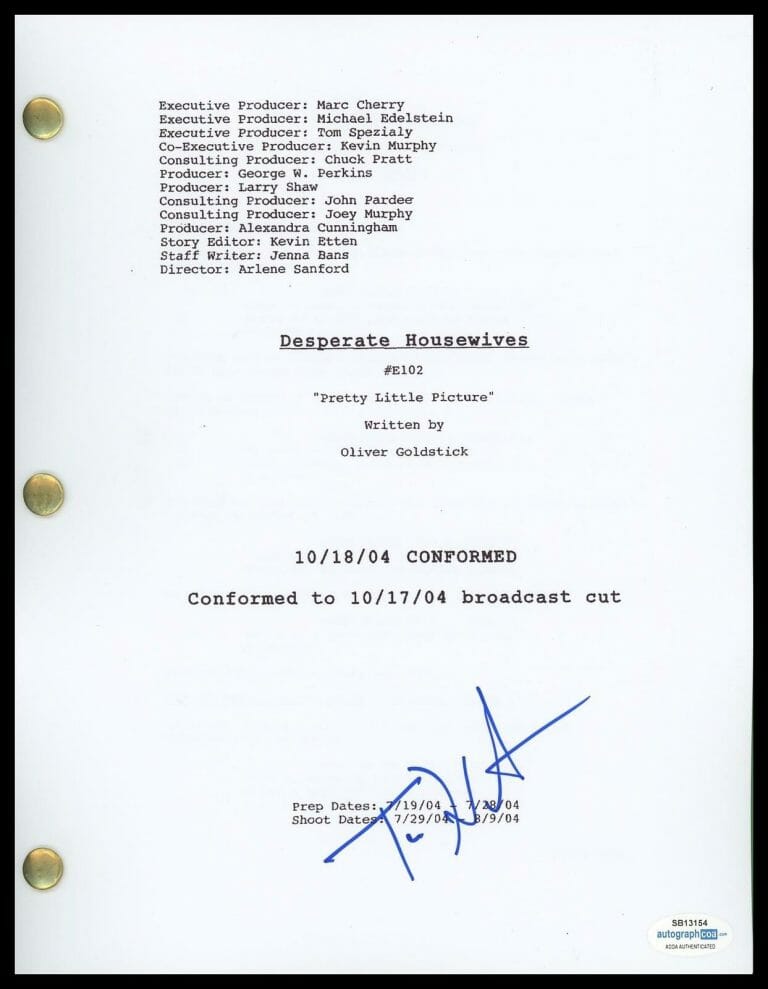 Executive Producer: Marc Cherry
Executive Producer: Michael Edelstein
Executive Producer: Tom Spezialy
Co-Executive Producer: Kevin Murphy
Consulting Producer: Chuck Pratt
Producer: George W. Perkins
Producer: Larry Shaw
Consulting Producer: John Pardee
Consulting Producer: Joey Murphy
Producer: Alexandra Cunningham
Story Editor: Kevin Etten
Staff Writer: Jenna Bans
Director: Arlene Sanford
Desperate Housewives
#E102
"Pretty Little Picture"
Written by
Oliver Goldstick
10/18/04 CONFORMED
Conformed to 10/17/04 broadcast cut
Prep Dates: 7/19/04 - 7/28/04
Shoot Dates: 7/29/04 - 8/9/04
SB13154
autographcoa.com
AODA AUTHENTICATED